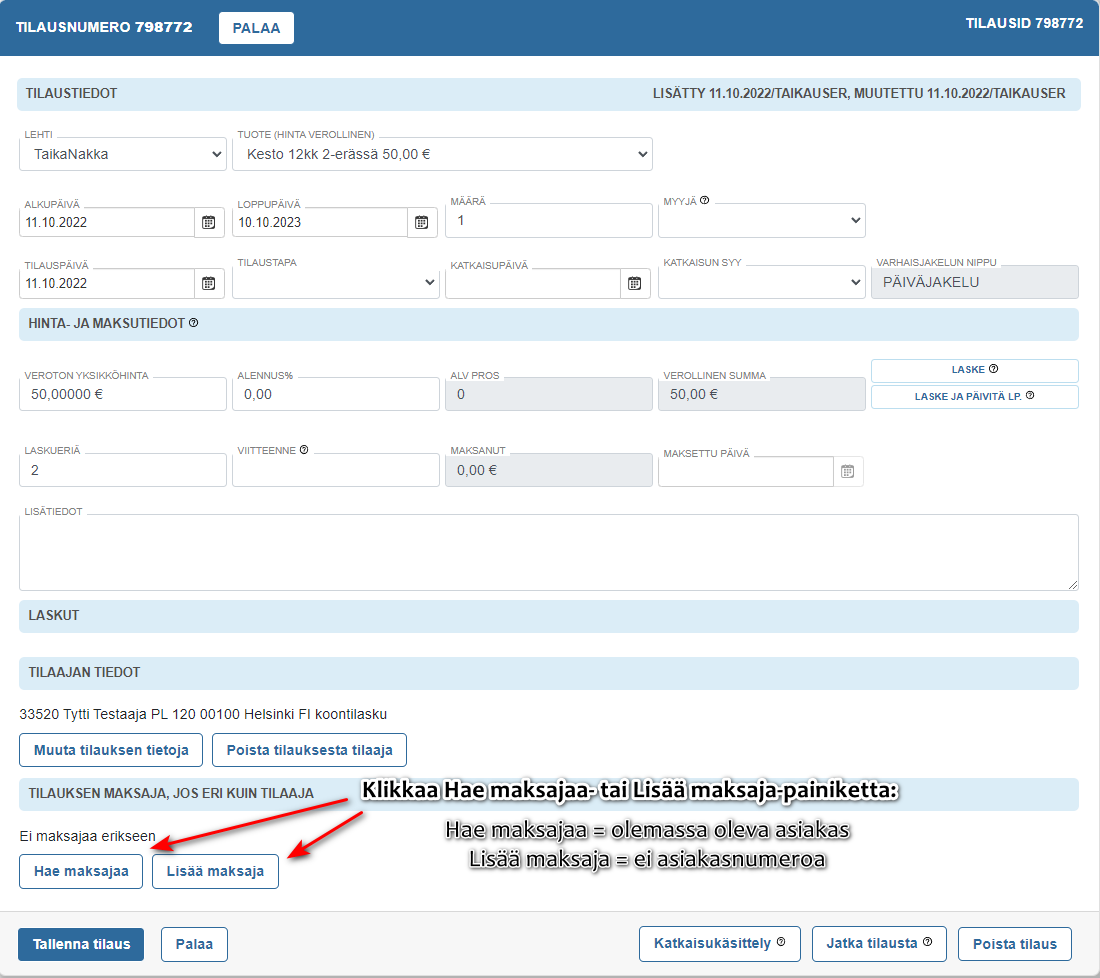 TILAUSNUMERO 798772 PALAA TILAUSID 798772
TILAUSTIEDOT LISÄTTY 11.10.2022/TAIKAUSER, MUUTETTU 11.10.2022/TAIKAUSER
LEHTI TUOTE (HINTA VEROLLINEN)
TaikaNakka Kesto 12kk 2-erässä 50,00 €
ALKUPÄIVÄ LOPPUPÄIVÄ MÄÄRÄ MYYJÄ
11.10.2022 10.10.2023 1
TILAUSPÄIVÄ TILAUSTAPA KATKAISUPÄIVÄ KATKAISUN SYY VARHAISJAKELUN NIPPU
11.10.2022 PÄIVÄJAKELU
HINTA- JA MAKSUTIEDOT
VEROTON YKSIKKÖHINTA ALENNUS% ALV PROS VEROLLINEN SUMMA LASKE
50,00000 € 0,00 0 50,00 € LASKE JA PÄIVITÄ LP.
LASKUERIÄ VIITTEENNE MAKSANUT MAKSETTU PÄIVÄ
2 0,00 €
LISÄTIEDOT
LASKUT
TILAAJAN TIEDOT
33520 Tytti Testaaja PL 120 00100 Helsinki FI koontilasku
Muuta tilauksen tietoja Poista tilauksesta tilaaja
TILAUKSEN MAKSAJA, JOS ERI KUIN TILAAJA Klikkaa Hae maksajaa- tai Lisää maksaja-painiketta:
Ei maksajaa erikseen Hae maksajaa = olemassa oleva asiakas
Lisää maksaja = ei asiakasnumeroa
Hae maksajaa Lisää maksaja
Tallenna tilaus Palaa Katkaisukäsittely Jatka tilausta Poista tilaus